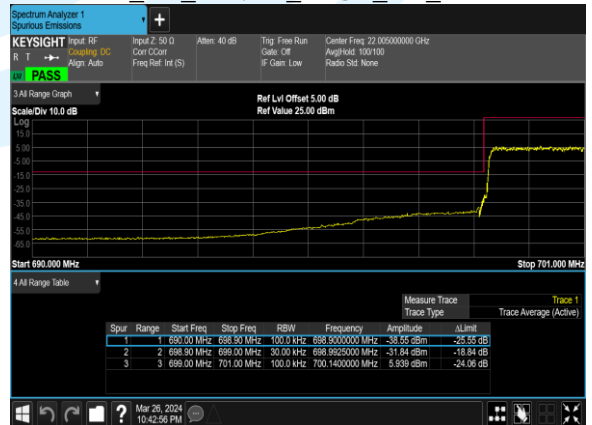 Spectrum Analyzer 1
Spurious Emissions
KEYSIGHT Input: RF Input Z: 50 Ω Atten: 40 dB Trig: Free Run Center Freq: 22.005000000 GHz
R T Coupling: DC Corr CCorr Gate: Off Avg|Hold: 100/100
Align: Auto Freq Ref: Int (S) IF Gain: Low Radio Std: None
LV PASS
3 All Range Graph
Ref Lvl Offset 5.00 dB
Scale/Div 10.0 dB Ref Value 25.00 dBm
Log
15.0
5.00
-5.00
-15.0
-25.0
-35.0
-45.0
-55.0
-65.0
Start 690.000 MHz Stop 701.000 MHz
4 All Range Table
Measure Trace Trace 1
Trace Type Trace Average (Active)
Spur Range Start Freq Stop Freq RBW Frequency Amplitude ΔLimit
1 1 690.00 MHz 698.90 MHz 100.0 kHz 698.9000000 MHz -38.55 dBm -25.55 dB
2 2 698.90 MHz 699.00 MHz 30.00 kHz 698.9925000 MHz -31.84 dBm -18.84 dB
3 3 699.00 MHz 701.00 MHz 100.0 kHz 700.1400000 MHz 5.939 dBm -24.06 dB
? Mar 26, 2024
10:42:56 PM